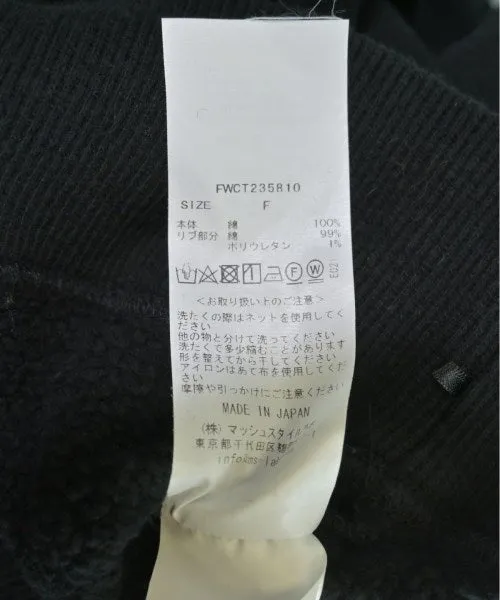 FWCT235810
SIZE F
本体 綿 100%
リブ部分 綿 99%
ポリウレタン 1%
F W
<お取り扱い上のご注意>
洗たくの際はネットを使用してく
ださい
他の物と分けて洗ってください
洗たくで多少縮むことがあります
形を整えてから干してください
アイロンはあて布を使用してくだ
さい
摩擦や引っかけにご注意ください
MADE IN JAPAN
(株)マッシュスタイル
東京都千代田区麹